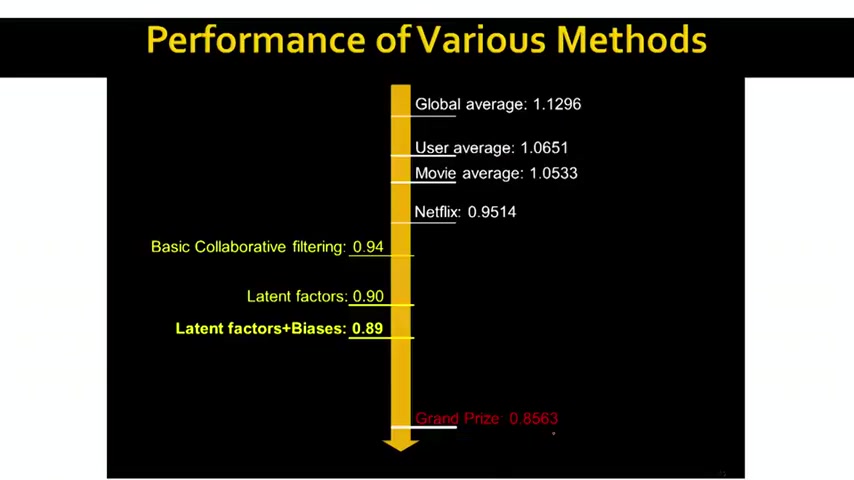 Performance of Various Methods
Global average: 1.1296
User average: 1.0651
Movie average: 1.0533
Netflix: 0.9514
Basic Collaborative filtering: 0.94
Latent factors: 0.90
Latent factors+Biases: 0.89
Grand Prize: 0.8563